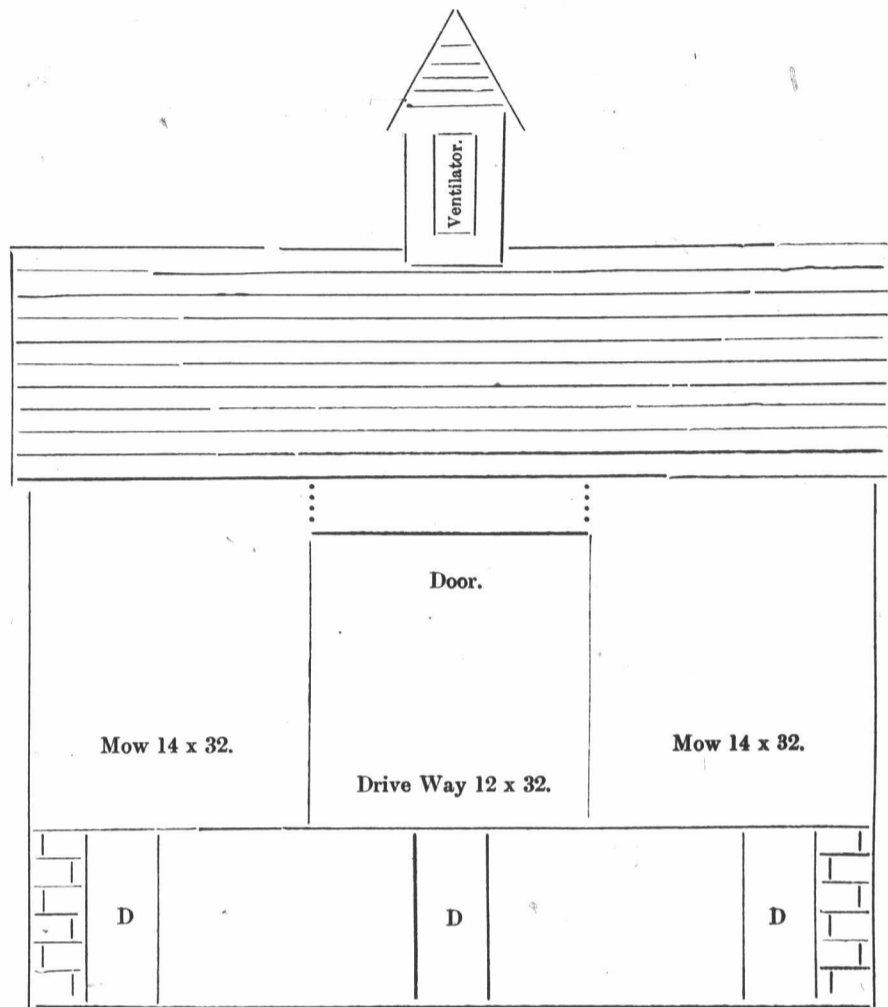 Ventilator.
Door.
Mow 14 x 32.
Mow 14 x 32.
Drive Way 12 x 32.
D
D
D